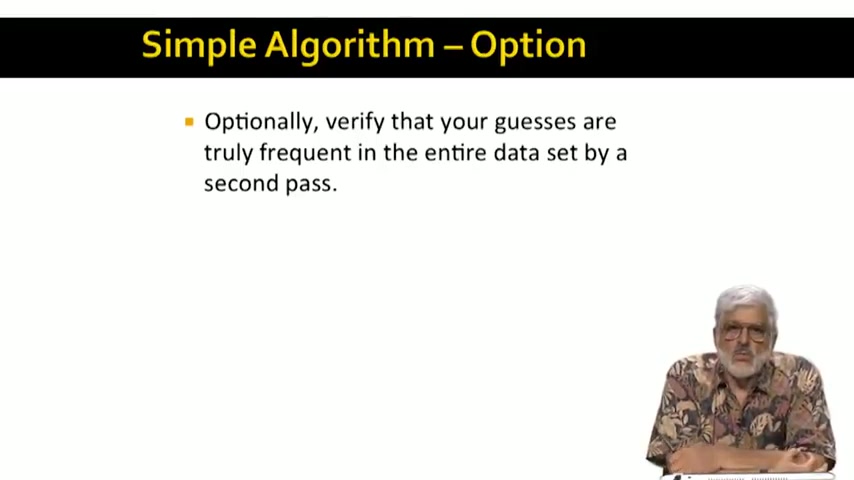 Simple Algorithm – Option
Optionally, verify that your guesses are
truly frequent in the entire data set by a
second pass.